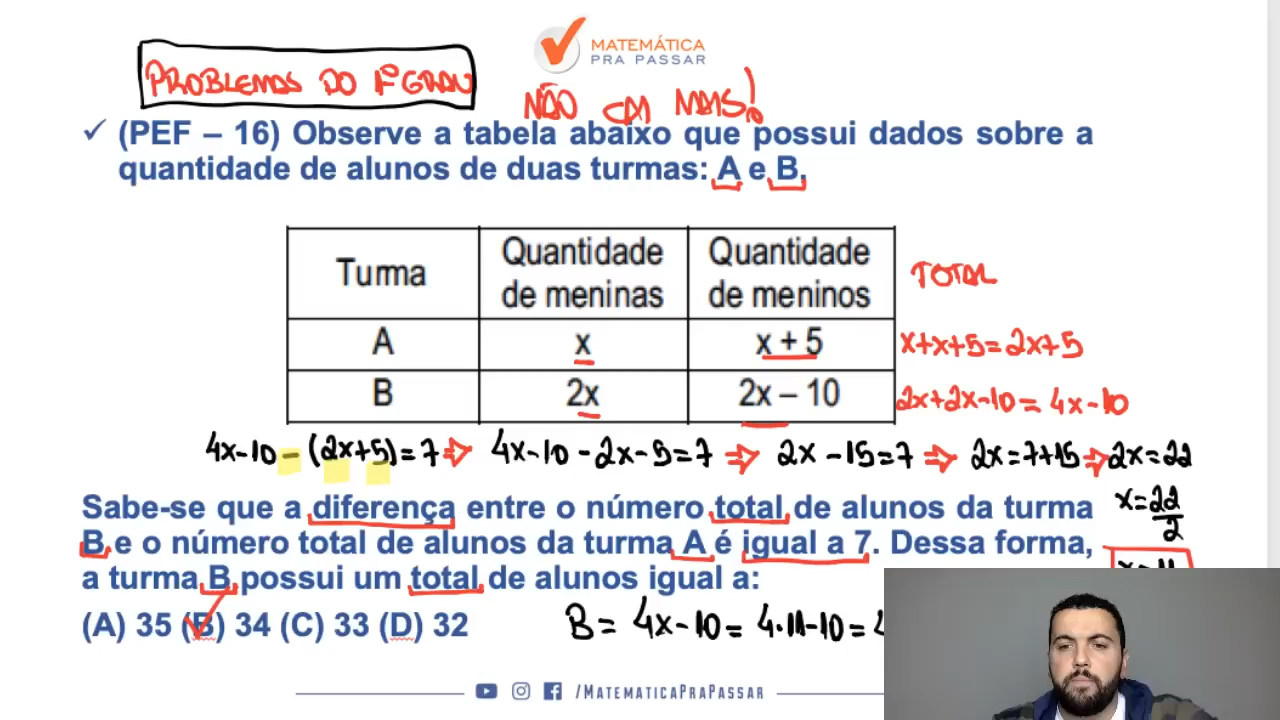 MATEMÁTICA
PRA PASSAR
PROBLEMAS DO 1º GRAU
NÃO CAI MAIS!
✓ (PEF – 16) Observe a tabela abaixo que possui dados sobre a
quantidade de alunos de duas turmas: A e B.
Turma Quantidade de meninas Quantidade de meninos TOTAL
A x x + 5 x+x+5=2x+5
B 2x 2x – 10 2x+2x-10=4x-10
4x-10-(2x+5)=7⇒ 4x-10-2x-5=7 ⇒ 2x-15=7 ⇒ 2x=7+15⇒2x=22
Sabe-se que a diferença entre o número total de alunos da turma
x=22/2
B e o número total de alunos da turma A é igual a 7. Dessa forma,
a turma B possui um total de alunos igual a:
(A) 35 (B) 34 (C) 33 (D) 32
B= 4x-10= 4.11-10=
/MATEMATICAPRAPASSAR